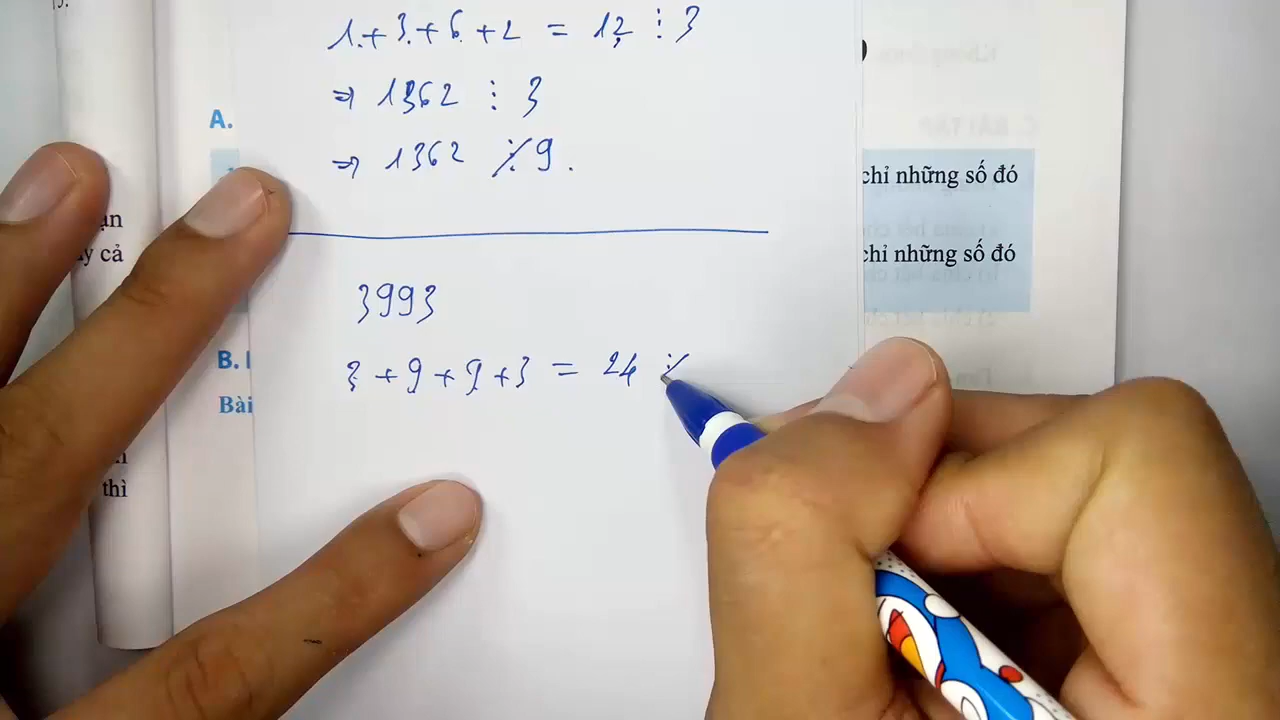 1 + 3 + 6 + 2 = 12 ⋮ 3
⇒ 1362 ⋮ 3
⇒ 1362 ⋮̸ 9.
3993
3 + 9 + 9 + 3 = 24 ⋮̸
A.
B.
Bài
y cả
thì
chỉ những số đó
chỉ những số đó